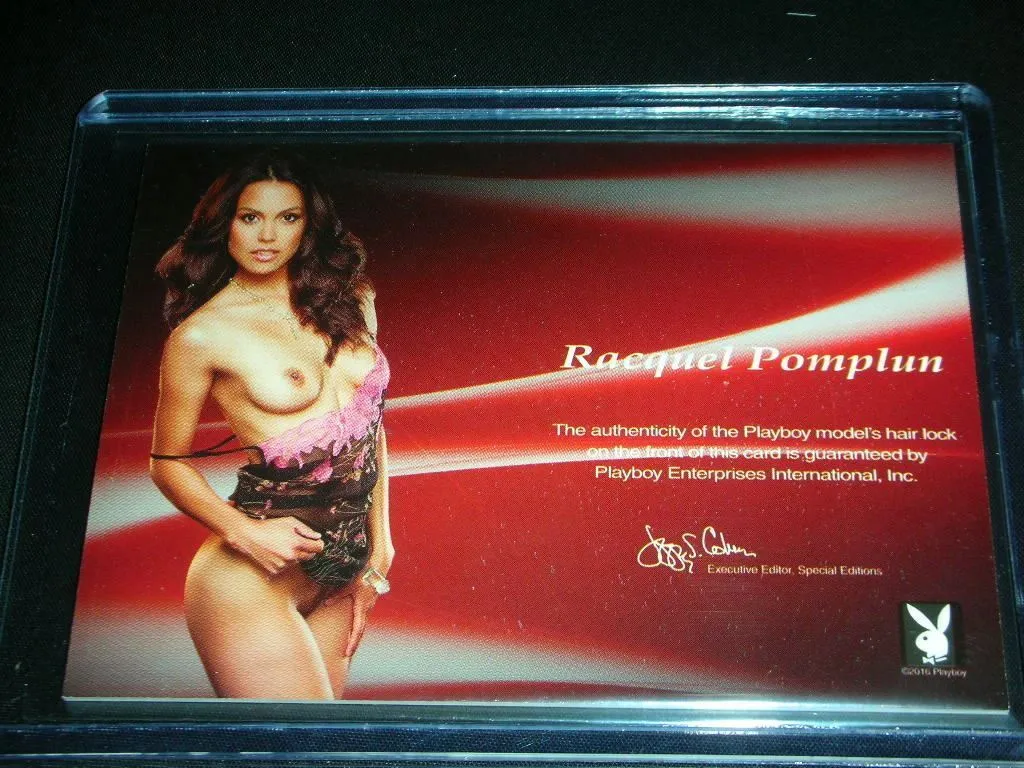 Racquel Pomplun
The authenticity of the Playboy model's hair lock
on the front of this card is guaranteed by
Playboy Enterprises International, Inc.
Executive Editor, Special Editions
©2016 Playboy